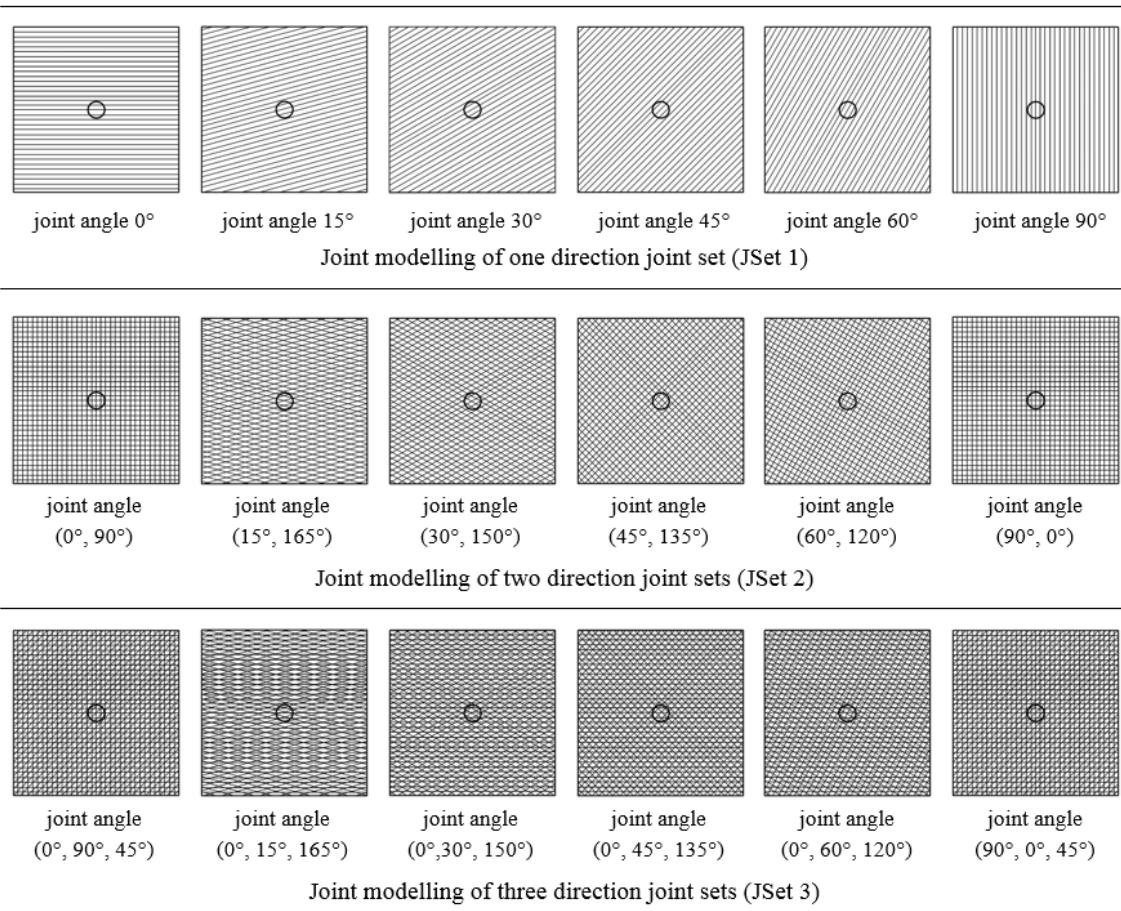 joint angle 0° joint angle 15° joint angle 30° joint angle 45° joint angle 60° joint angle 90°
Joint modelling of one direction joint set (JSet 1)
joint angle joint angle joint angle joint angle joint angle joint angle
(0°, 90°) (15°, 165°) (30°, 150°) (45°, 135°) (60°, 120°) (90°, 0°)
Joint modelling of two direction joint sets (JSet 2)
joint angle joint angle joint angle joint angle joint angle joint angle
(0°, 90°, 45°) (0°, 15°, 165°) (0°,30°, 150°) (0°, 45°, 135°) (0°, 60°, 120°) (90°, 0°, 45°)
Joint modelling of three direction joint sets (JSet 3)